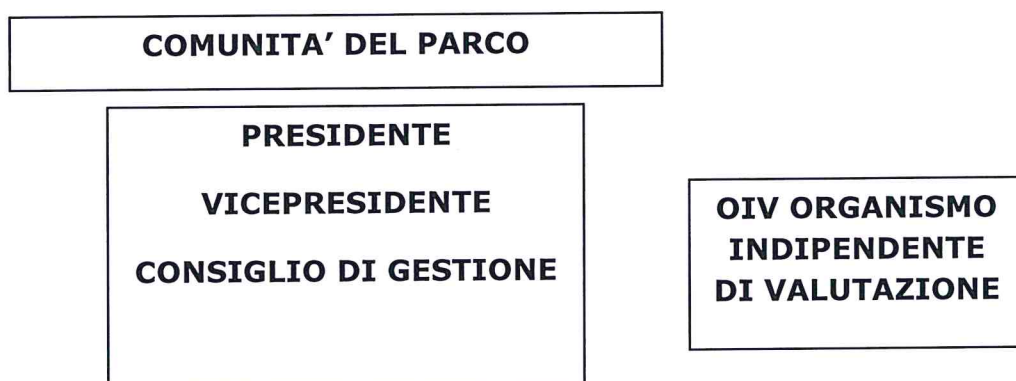 COMUNITA’ DEL PARCO
PRESIDENTE
VICEPRESIDENTE
CONSIGLIO DI GESTIONE
OIV ORGANISMO
INDIPENDENTE
DI VALUTAZIONE